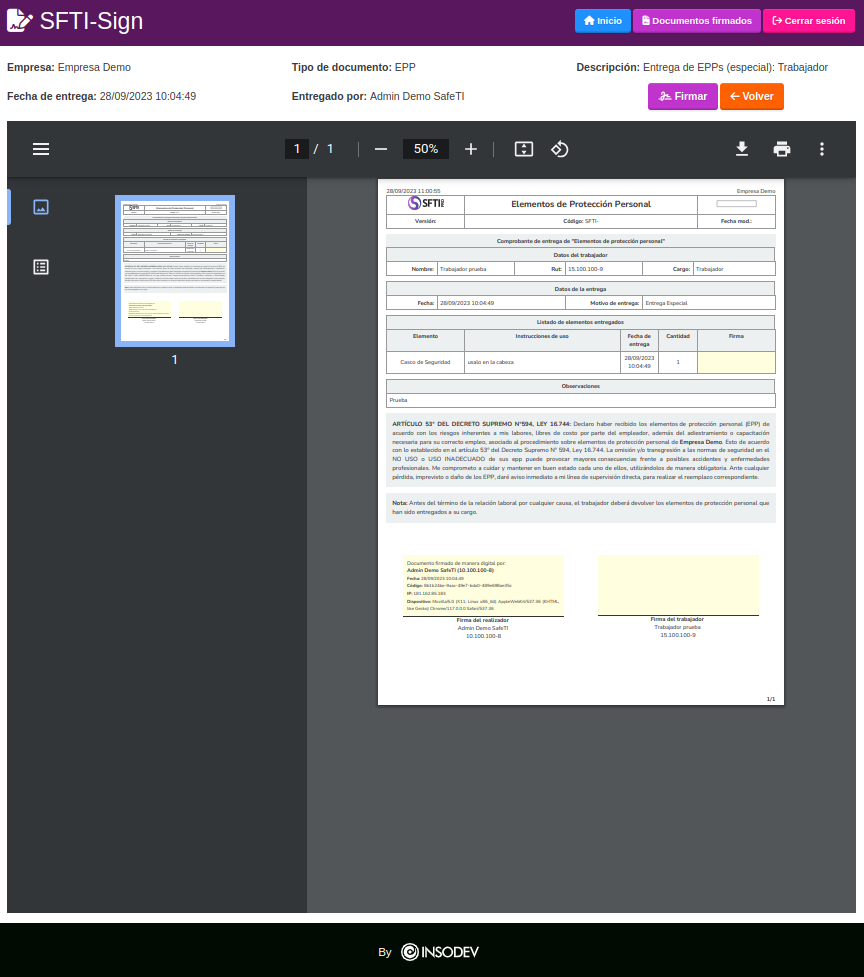 SFTI-Sign
Inicio
Documentos firmados
Cerrar sesión
Empresa: Empresa Demo
Tipo de documento: EPP
Descripción: Entrega de EPPs (especial): Trabajador
Fecha de entrega: 28/09/2023 10:04:49
Entregado por: Admin Demo SafeTI
Firmar
Volver
1 / 1
50%
1
28/09/2023 11:00:55
Empresa Demo
SFTI
Elementos de Protección Personal
Versión:
Código: SFTI-
Fecha mod.:
Comprobante de entrega de "Elementos de protección personal"
Datos del trabajador
Nombre: Trabajador prueba
Rut: 15.100.100-9
Cargo: Trabajador
Datos de la entrega
Fecha: 28/09/2023 10:04:49
Motivo de entrega: Entrega Especial
Listado de elementos entregados
Elemento
Instrucciones de uso
Fecha de entrega
Cantidad
Firma
Casco de Seguridad
usalo en la cabeza
28/09/2023
10:04:49
1
Observaciones
Prueba
ARTÍCULO 53° DEL DECRETO SUPREMO N°594, LEY 16.744: Declaro haber recibido los elementos de protección personal (EPP) de
acuerdo con los riesgos inherentes a mis labores, libres de costo por parte del empleador, además del adiestramiento o capacitación
necesaria para su correcto empleo, asociado al procedimiento sobre elementos de protección personal de Empresa Demo. Esto de acuerdo
con lo establecido en el artículo 53° del Decreto Supremo N° 594, Ley 16.744. La omisión y/o transgresión a las normas de seguridad en el
NO USO o USO INADECUADO de sus epp puede provocar mayores consecuencias frente a posibles accidentes y enfermedades
profesionales. Me comprometo a cuidar y mantener en buen estado cada uno de ellos, utilizándolos de manera obligatoria. Ante cualquier
pérdida, imprevisto o daño de los EPP, daré aviso inmediato a mi línea de supervisión directa, para realizar el reemplazo correspondiente.
Nota: Antes del término de la relación laboral por cualquier causa, el trabajador deberá devolver los elementos de protección personal que
han sido entregados a su cargo.
Documento firmado de manera digital por:
Admin Demo SafeTI (10.100.100-8)
Fecha: 28/09/2023 10:04:49
Código:
IP:
Dispositivo: Mozilla/5.0 (X11; Linux x86_64) AppleWebKit/537.36 (KHTML,
like Gecko) Chrome/117.0.0.0 Safari/537.36
Firma del realizador
Admin Demo SafeTI
10.100.100-8
Firma del trabajador
Trabajador prueba
15.100.100-9
1/1
By INSODEV